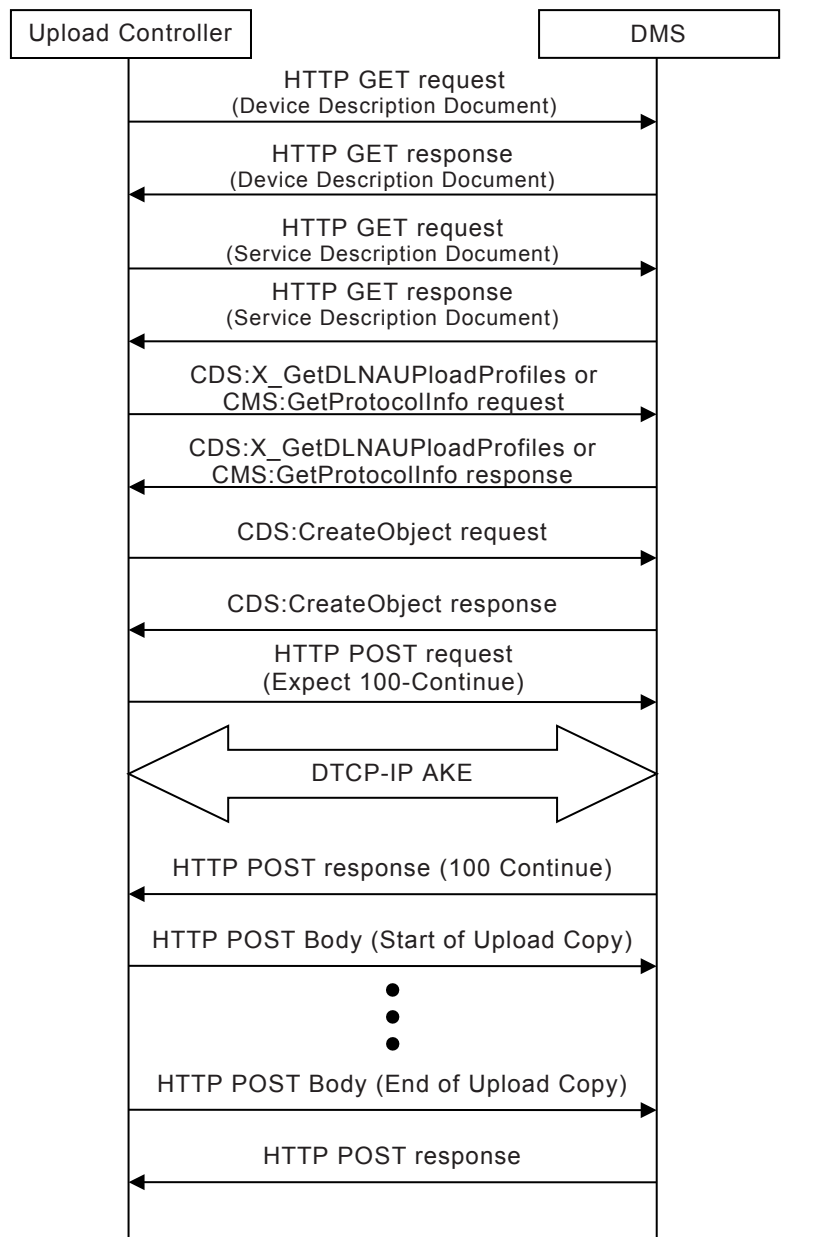 Upload Controller
DMS
HTTP GET request
(Device Description Document)
HTTP GET response
(Device Description Document)
HTTP GET request
(Service Description Document)
HTTP GET response
(Service Description Document)
CDS:X_GetDLNAUPloadProfiles or
CMS:GetProtocolInfo request
CDS:X_GetDLNAUPloadProfiles or
CMS:GetProtocolInfo response
CDS:CreateObject request
CDS:CreateObject response
HTTP POST request
(Expect 100-Continue)
DTCP-IP AKE
HTTP POST response (100 Continue)
HTTP POST Body (Start of Upload Copy)
HTTP POST Body (End of Upload Copy)
HTTP POST response